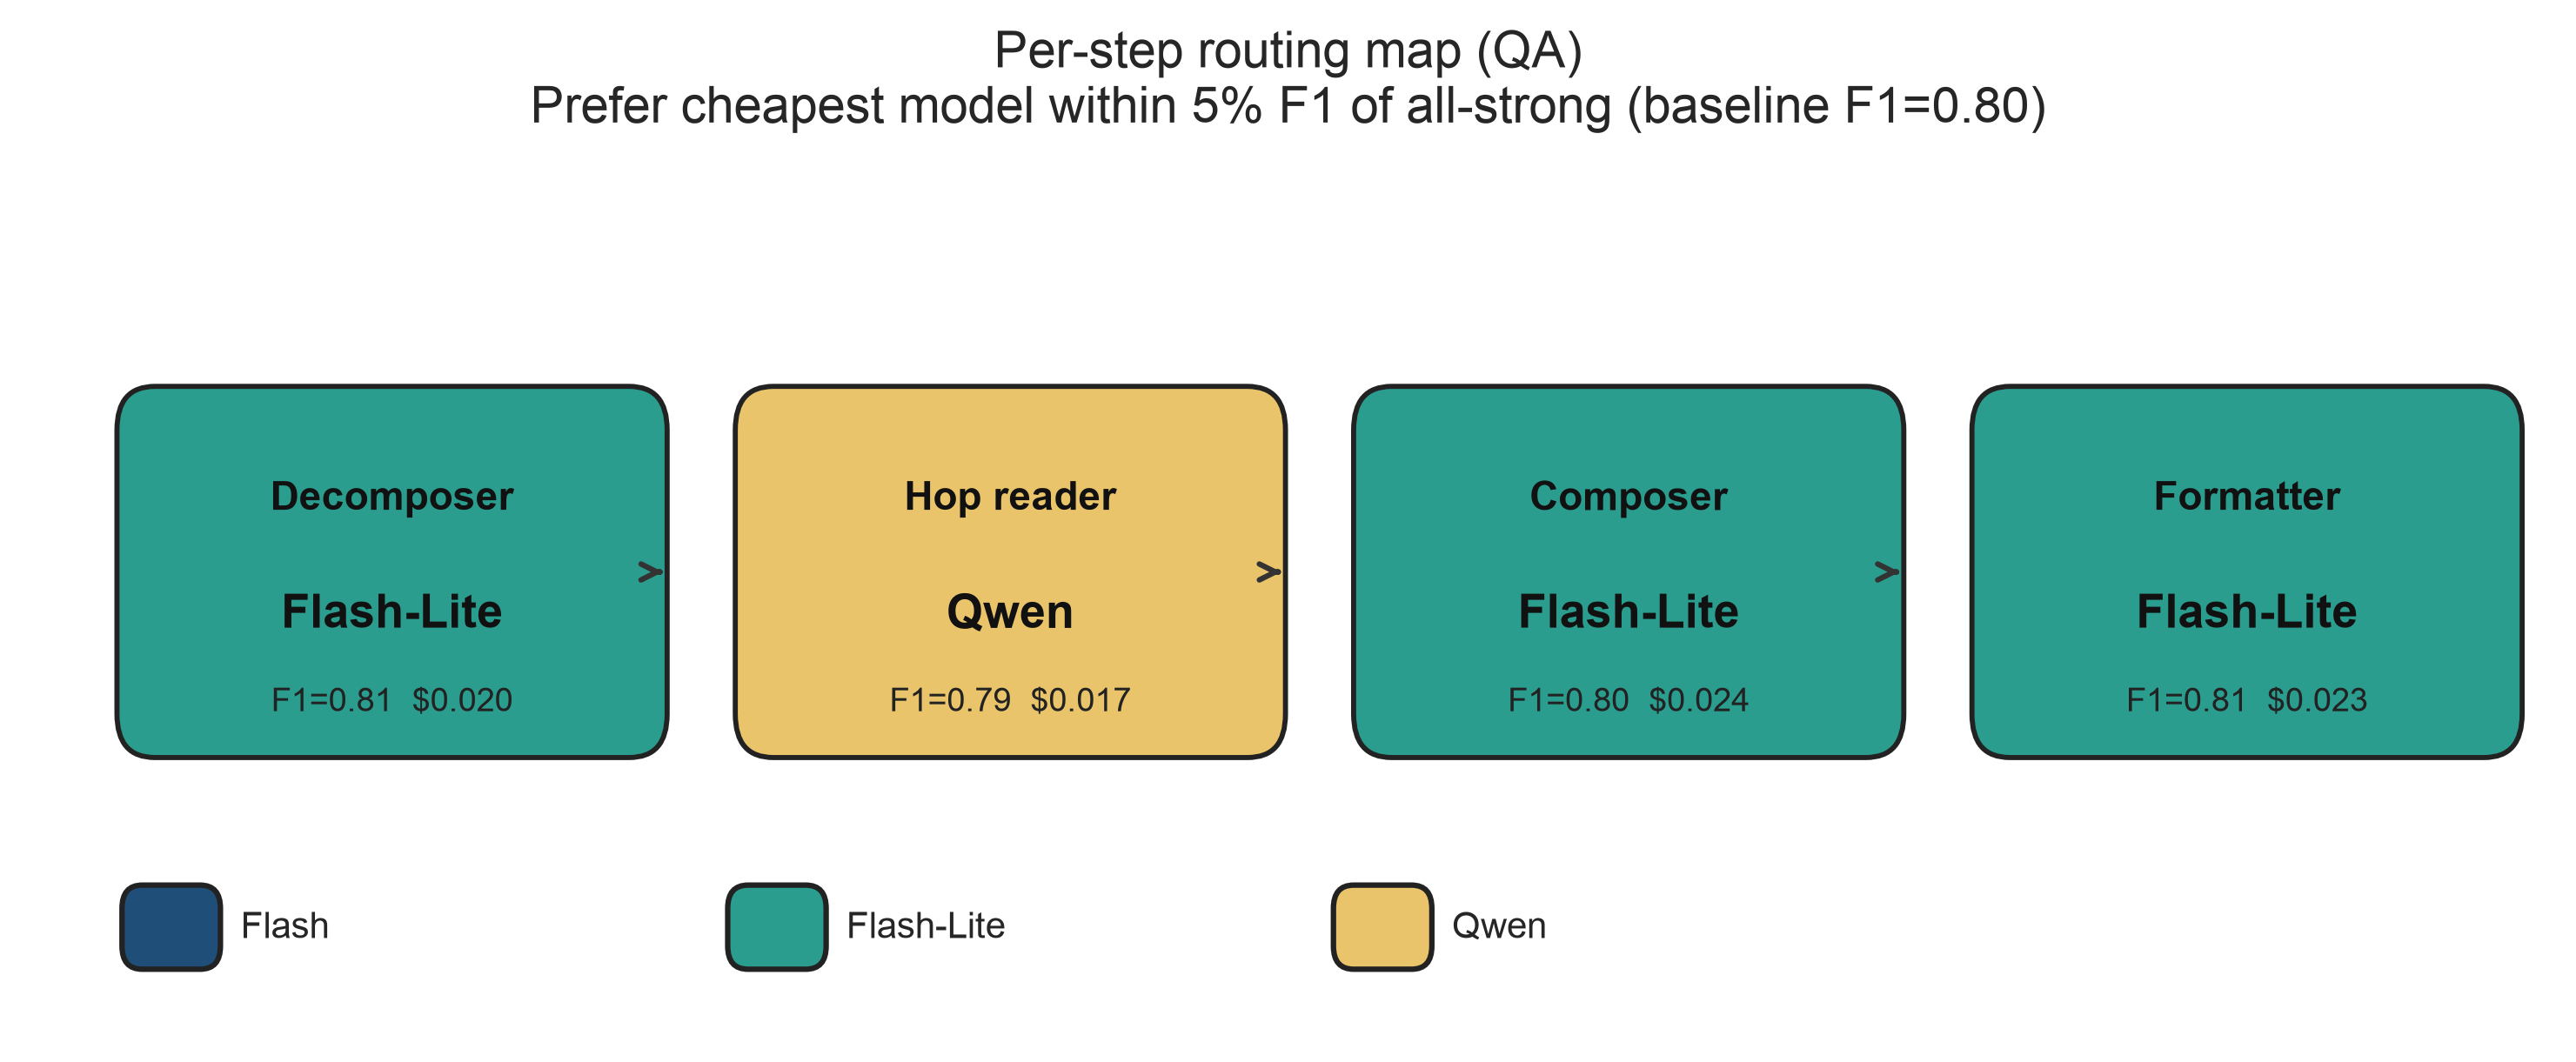 Per-step routing map (QA)
Prefer cheapest model within 5% F1 of all-strong (baseline F1=0.80)
Decomposer
Flash-Lite
F1=0.81 $0.020
Hop reader
Qwen
F1=0.79 $0.017
Composer
Flash-Lite
F1=0.80 $0.024
Formatter
Flash-Lite
F1=0.81 $0.023
Flash
Flash-Lite
Qwen